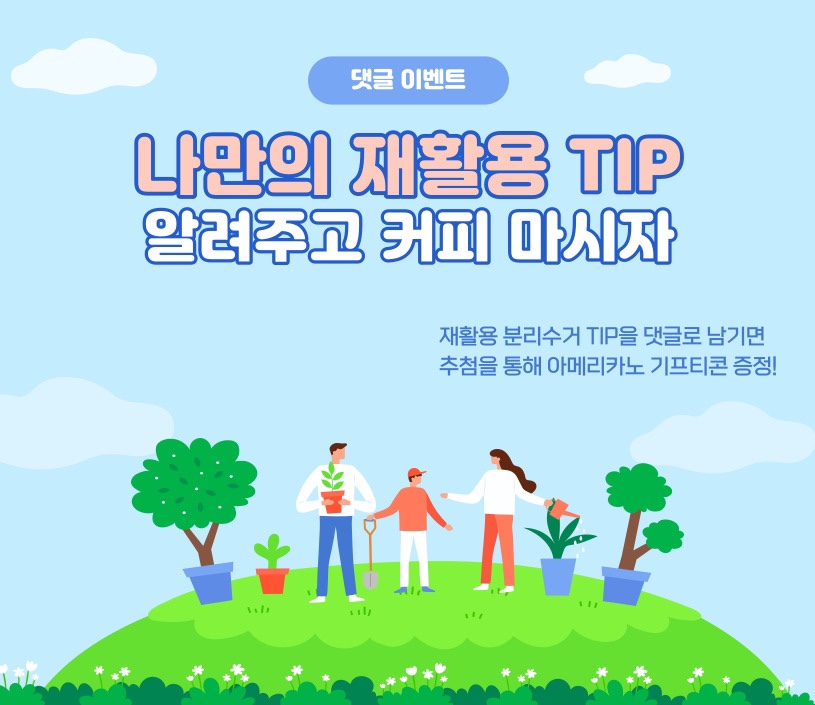 댓글 이벤트
나만의 재활용 TIP
알려주고 커피 마시자
재활용 분리수거 TIP을 댓글로 남기면
추첨을 통해 아메리카노 기프티콘 증정!